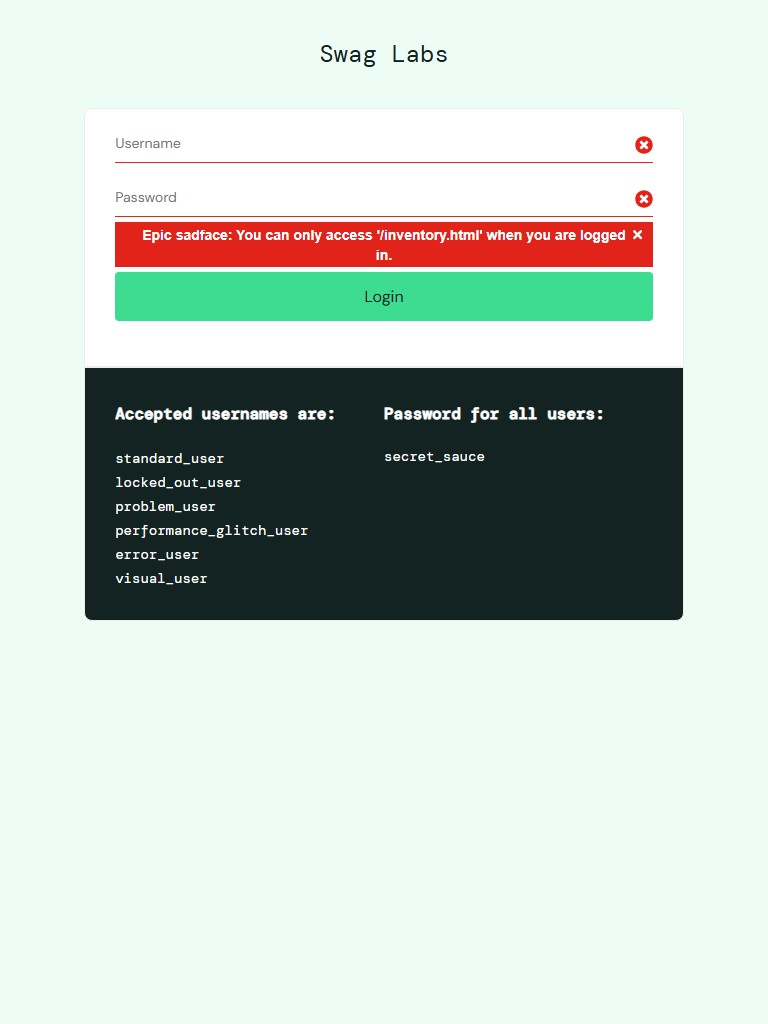 Swag Labs
Username
Password
Epic sadface: You can only access '/inventory.html' when you are logged
in.
Login
Accepted usernames are:
standard_user
locked_out_user
problem_user
performance_glitch_user
error_user
visual_user
Password for all users:
secret_sauce